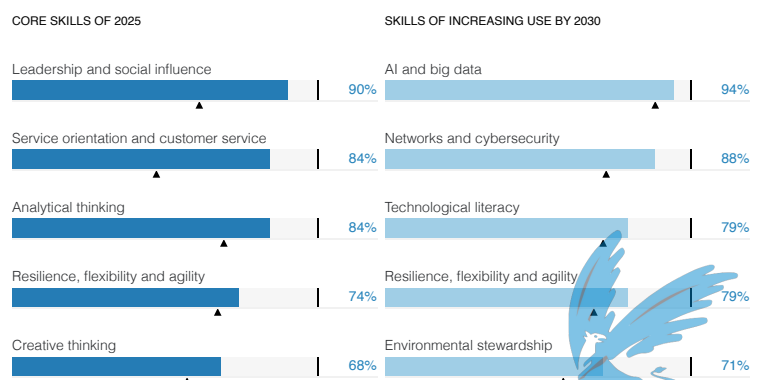 CORE SKILLS OF 2025
Leadership and social influence
90%
Service orientation and customer service
84%
Analytical thinking
84%
Resilience, flexibility and agility
74%
Creative thinking
68%
SKILLS OF INCREASING USE BY 2030
AI and big data
94%
Networks and cybersecurity
88%
Technological literacy
79%
Resilience, flexibility and agility
79%
Environmental stewardship
71%